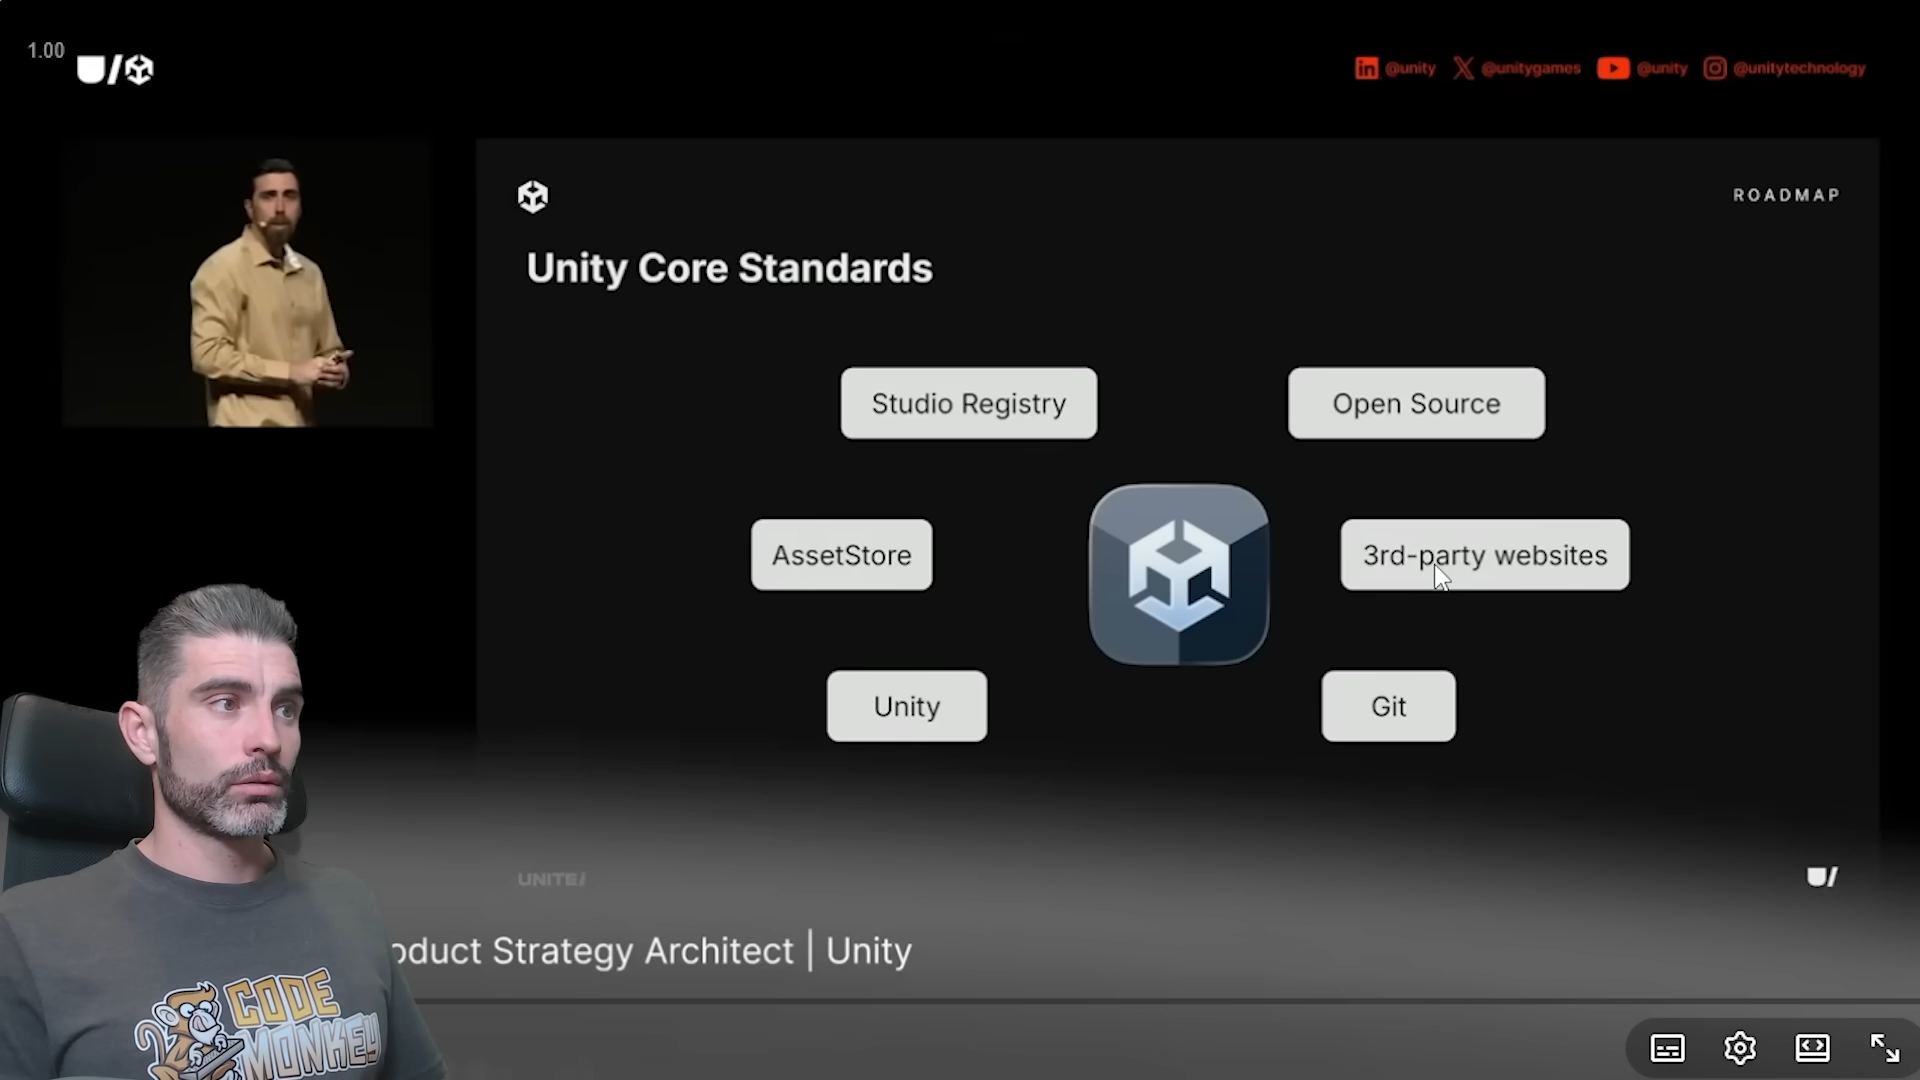 1.00
@unity @unitygames @unity @unitytechnology
ROADMAP
Unity Core Standards
Studio Registry
Open Source
AssetStore
3rd-party websites
Unity
Git
UNITE/
oduct Strategy Architect | Unity
CODE
MONKEY